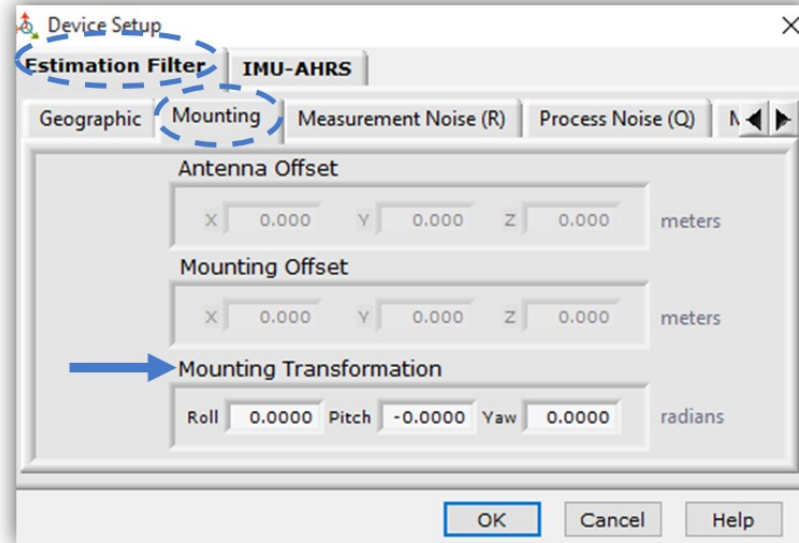 Device Setup
Estimation Filter IMU-AHRS
Geographic Mounting Measurement Noise (R) Process Noise (Q)
Antenna Offset
X 0.000 Y 0.000 Z 0.000 meters
Mounting Offset
X 0.000 Y 0.000 Z 0.000 meters
Mounting Transformation
Roll 0.0000 Pitch -0.0000 Yaw 0.0000 radians
OK Cancel Help